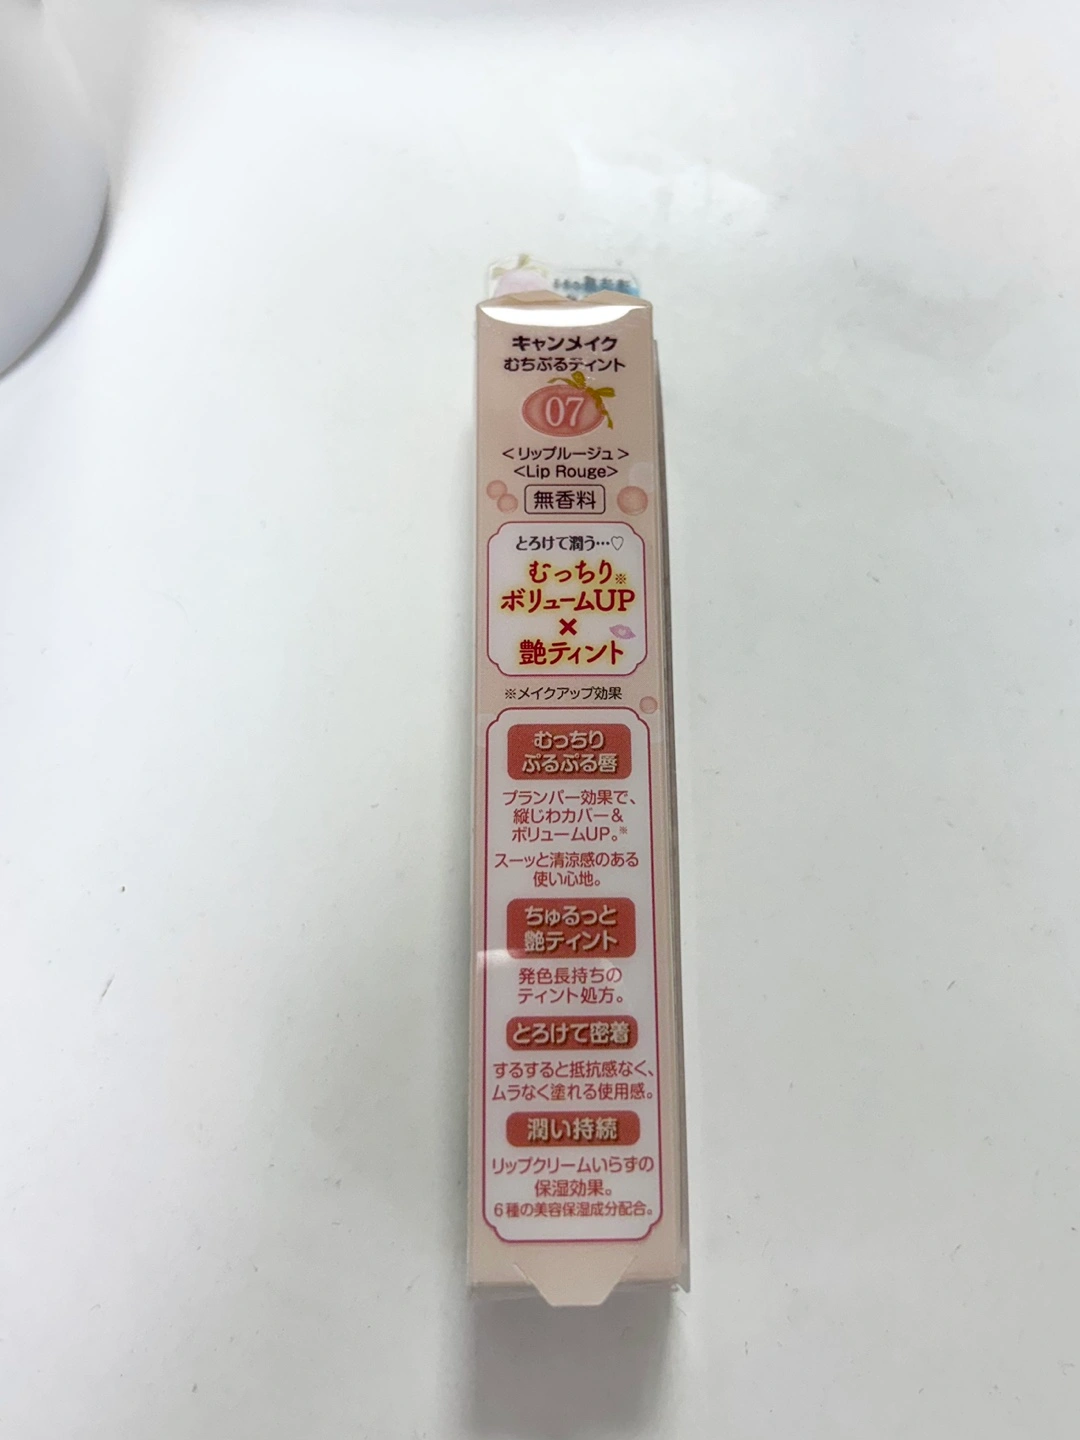 キャンメイク
むちぷるティント
07
<リップルージュ>
<Lip Rouge>
無香料
とろけて潤う…♡
むっちり※
ボリュームUP
×
艶ティント
※メイクアップ効果
むっちり
ぷるぷる唇
プランパー効果で、
縦じわカバー&
ボリュームUP。※
スーッと清涼感のある
使い心地。
ちゅるっと
艶ティント
発色長持ちの
ティント処方。
とろけて密着
するすると抵抗感なく、
ムラなく塗れる使用感。
潤い持続
リップクリームいらずの
保湿効果。
6種の美容保湿成分配合。